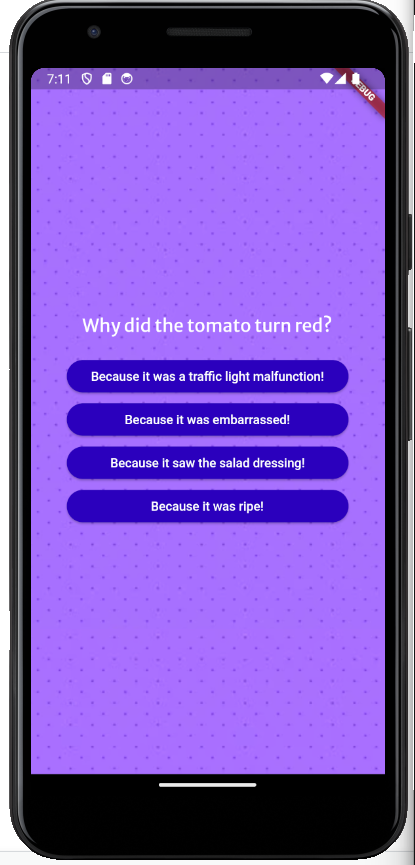 7:11
Why did the tomato turn red?
Because it was a traffic light malfunction!
Because it was embarrassed!
Because it saw the salad dressing!
Because it was ripe!